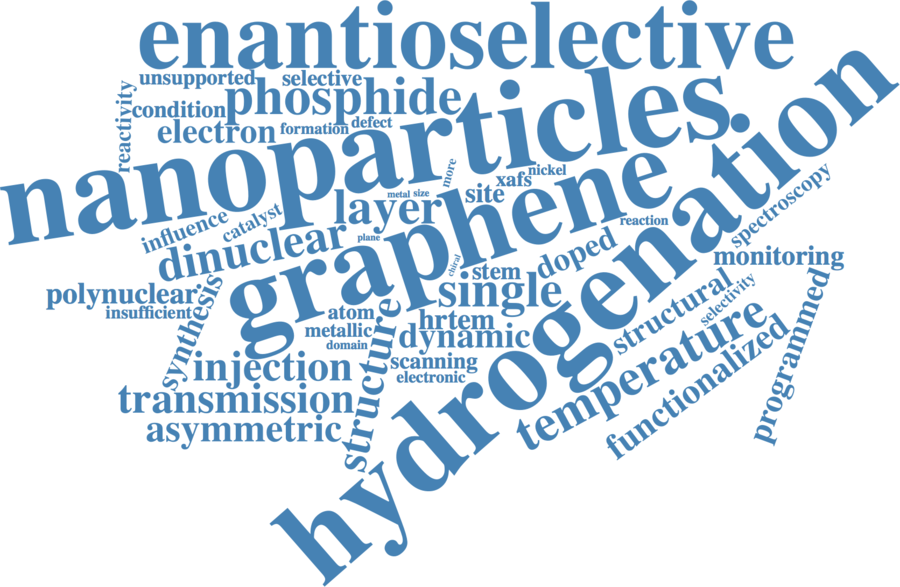 enantioselective
unsupported
selective
phosphide
reactivity
condition
electron
formation
defect
nanoparticles
hydrogenation
more
metal
size
xafs
nickel
site
layer
influence
catalyst
graphene
reaction
spectroscopy
dinuclear
plane
chiral
stem
doped
monitoring
polynuclear
insufficient
synthesis
single
structural
selectivity
atom
metallic
domain
hrtem
dynamic
structure
scanning
electronic
injection
transmission
asymmetric
temperature
functionalized
programmed